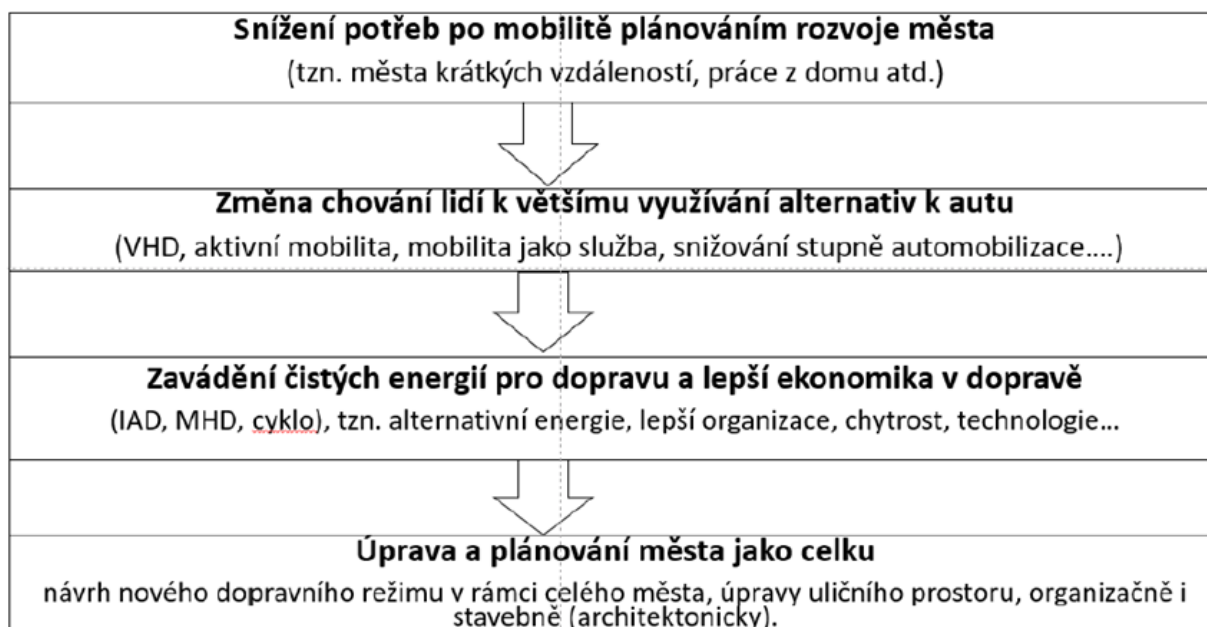 Snížení potřeb po mobilitě plánováním rozvoje města
(tzn. města krátkých vzdáleností, práce z domu atd.)
Změna chování lidí k většímu využívání alternativ k autu
(VHD, aktivní mobilita, mobilita jako služba, snižování stupně automobilizace....)
Zavádění čistých energií pro dopravu a lepší ekonomika v dopravě
(IAD, MHD, cyklo), tzn. alternativní energie, lepší organizace, chytrost, technologie...
Úprava a plánování města jako celku
návrh nového dopravního režimu v rámci celého města, úpravy uličního prostoru, organizačně i
stavebně (architektonicky).